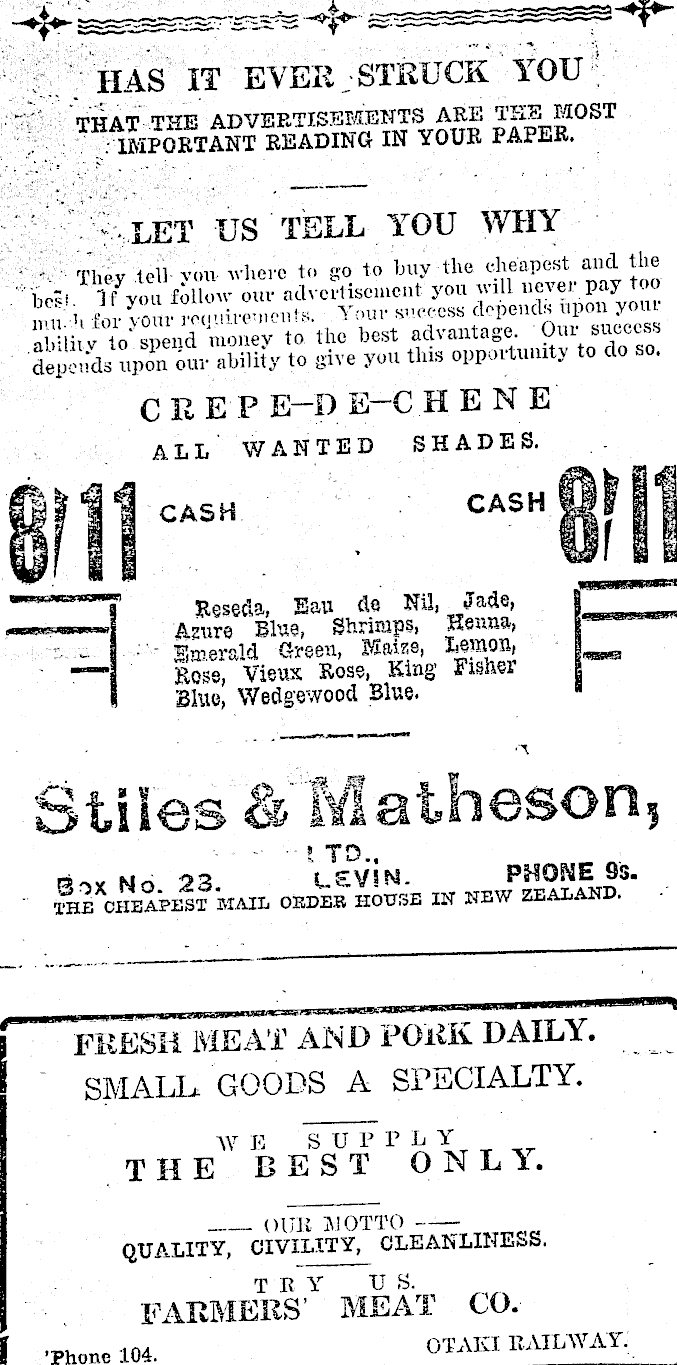 HAS IT EVER STRUCK YOU
THAT THE ADVERTISEMENTS ARE THE MOST
IMPORTANT READING IN YOUR PAPER.
LET US TELL YOU WHY
They tell you where to go to buy the cheapest and the
best. If you follow our advertisement you will never pay too
much for your requirements. Your success depends upon your
ability to spend money to the best advantage. Our success
depends upon our ability to give you this opportunity to do so.
CREPE-DE-CHENE
ALL WANTED SHADES.
8/11 CASH CASH 8/11
Reseda, Eau de Nil, Jade,
Azure Blue, Shrimps, Henna,
Emerald Green, Maize, Lemon,
Rose, Vieux Rose, King Fisher
Blue, Wedgewood Blue.
Stiles & Matheson,
LTD.,
Box No. 23. LEVIN. PHONE 9s.
THE CHEAPEST MAIL ORDER HOUSE IN NEW ZEALAND.
FRESH MEAT AND PORK DAILY.
SMALL GOODS A SPECIALTY.
WE SUPPLY
THE BEST ONLY.
OUR MOTTO
QUALITY, CIVILITY, CLEANLINESS.
TRY US.
FARMERS' MEAT CO.
'Phone 104. OTAKI RAILWAY.